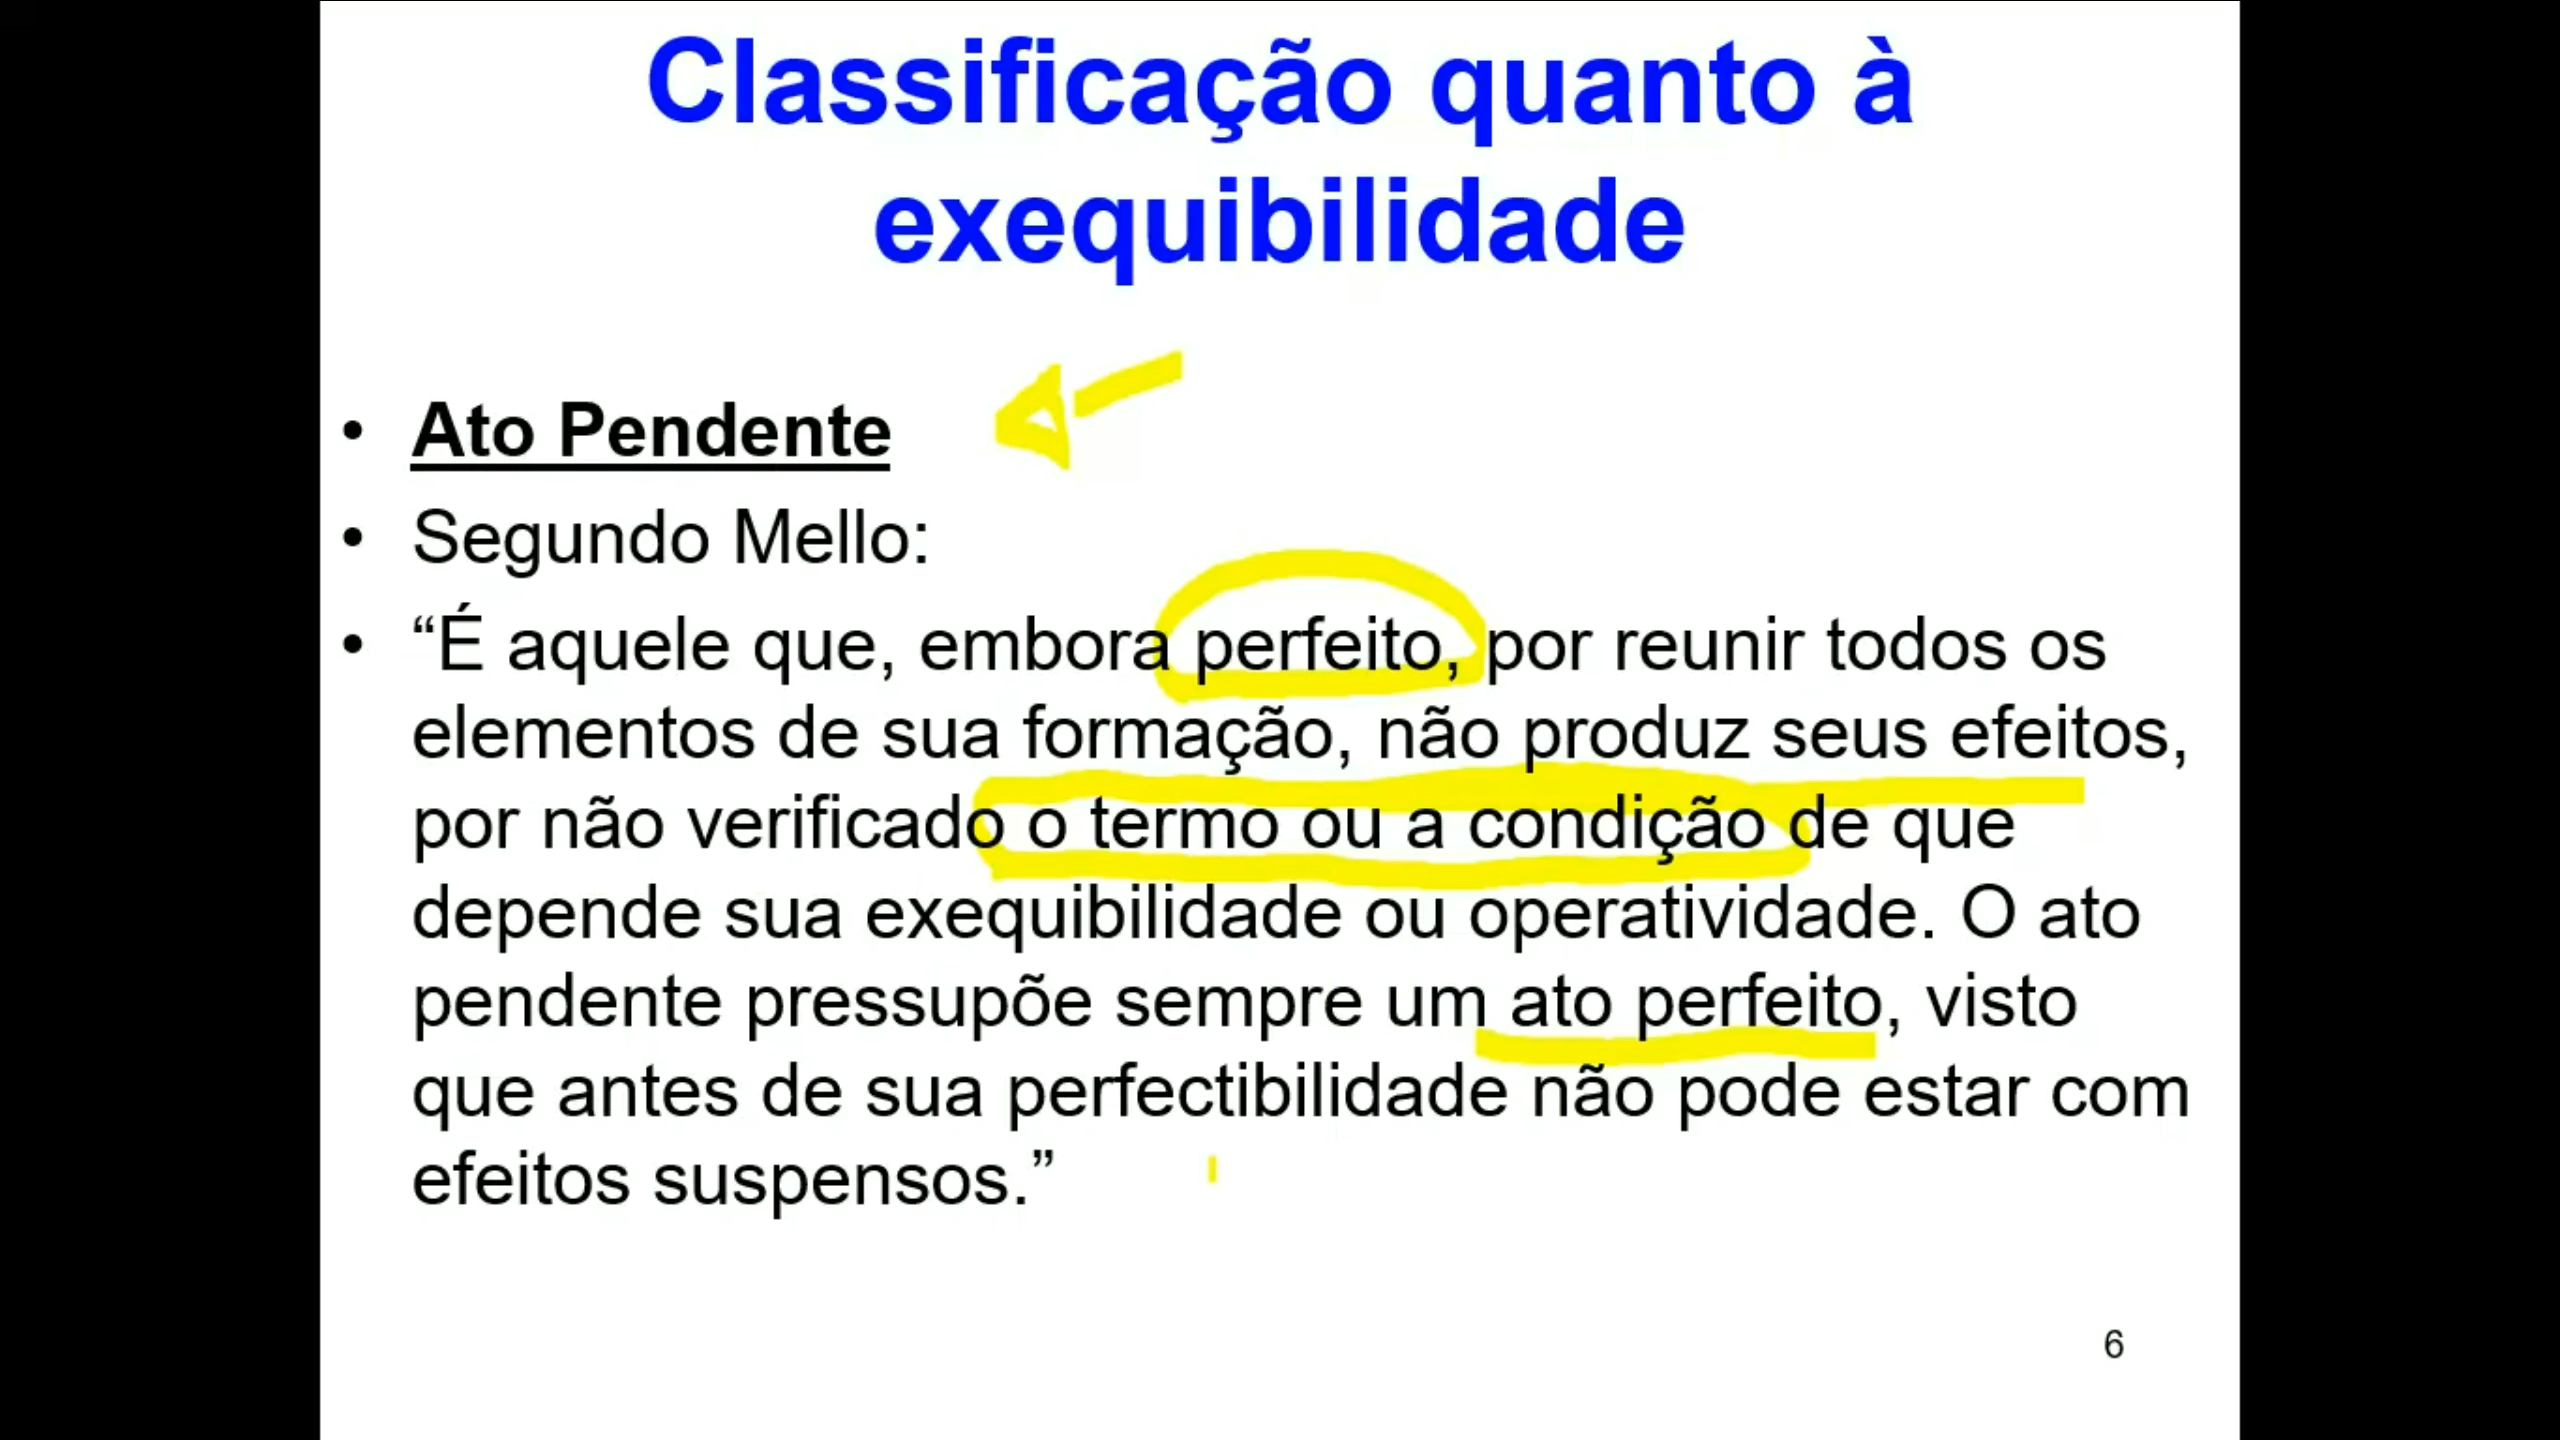 Classificação quanto à
exequibilidade
• Ato Pendente
• Segundo Mello:
• “É aquele que, embora perfeito, por reunir todos os
elementos de sua formação, não produz seus efeitos,
por não verificado o termo ou a condição de que
depende sua exequibilidade ou operatividade. O ato
pendente pressupõe sempre um ato perfeito, visto
que antes de sua perfectibilidade não pode estar com
efeitos suspensos.”
6